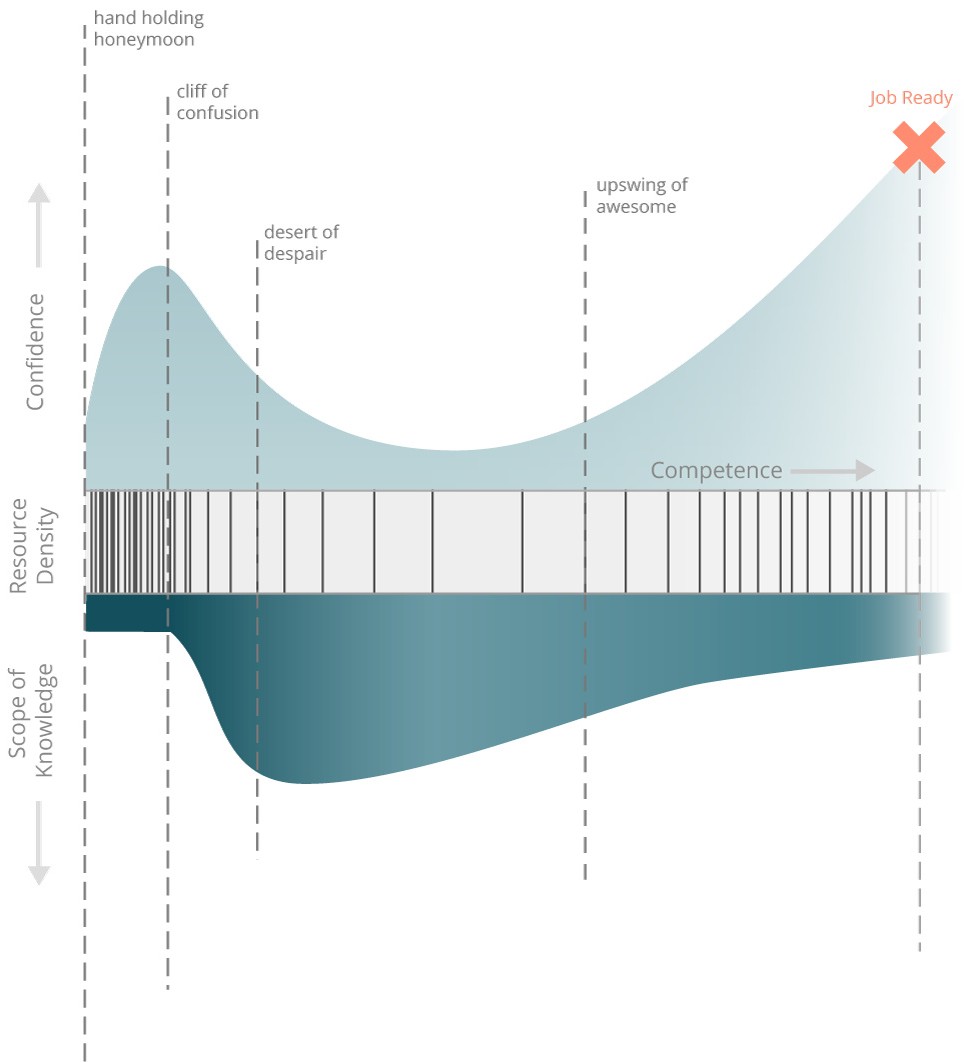 hand holding
honeymoon
cliff of
confusion
Job Ready
upswing of
awesome
desert of
despair
Confidence
Competence
Resource
Density
Scope of
Knowledge